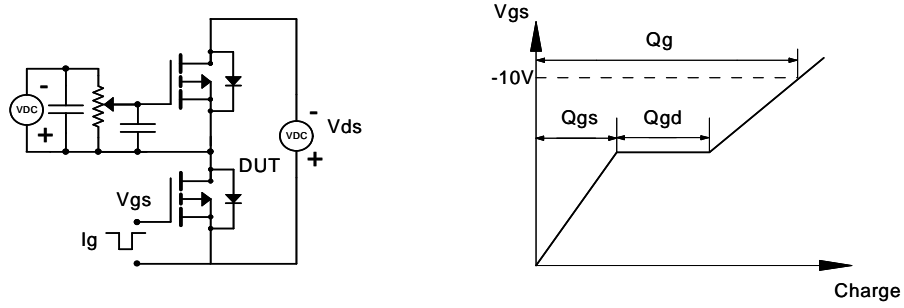 -
VDC
+
-
VDC
Vds
+
DUT
Vgs
Ig
Vgs
Qg
-10V
Qgs
Qgd
Charge